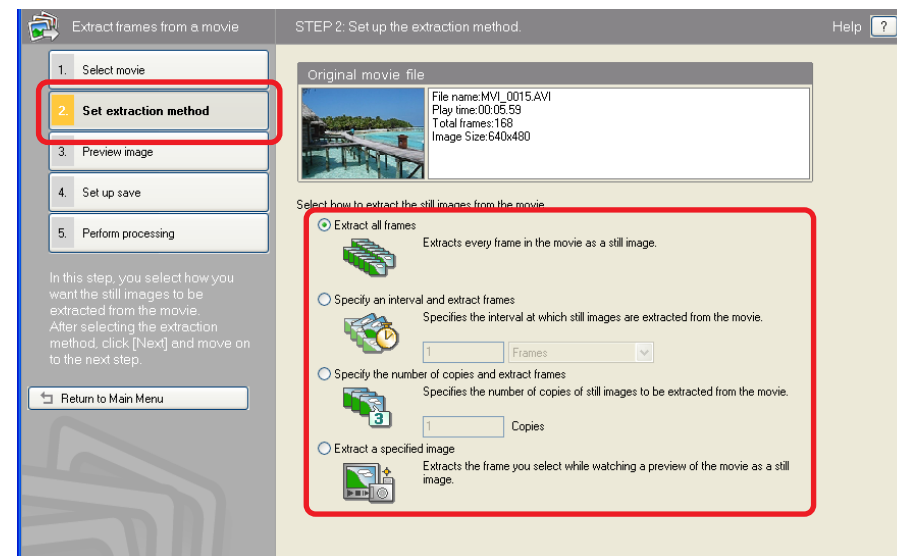 Extract frames from a movie
STEP 2: Set up the extraction method.
Help ?
1. Select movie
2. Set extraction method
3. Preview image
4. Set up save
5. Perform processing
In this step, you select how you
want the still images to be
extracted from the movie.
After selecting the extraction
method, click [Next] and move on
to the next step.
Return to Main Menu
Original movie file
File name:MVI_0015.AVI
Play time:00:05.59
Total frames:168
Image Size:640x480
Select how to extract the still images from the movie.
Extract all frames
Extracts every frame in the movie as a still image.
Specify an interval and extract frames
Specifies the interval at which still images are extracted from the movie.
1 Frames
Specify the number of copies and extract frames
Specifies the number of copies of still images to be extracted from the movie.
3
1 Copies
Extract a specified image
Extracts the frame you select while watching a preview of the movie as a still
image.